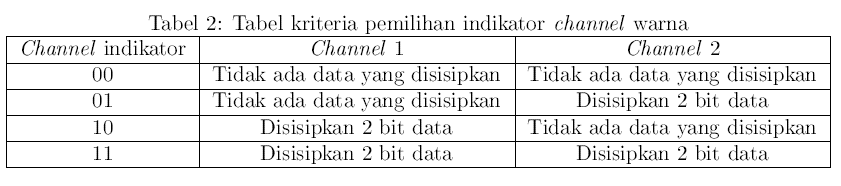 Tabel 2: Tabel kriteria pemilihan indikator channel warna
Channel indikator Channel 1 Channel 2
00 Tidak ada data yang disisipkan Tidak ada data yang disisipkan
01 Tidak ada data yang disisipkan Disisipkan 2 bit data
10 Disisipkan 2 bit data Tidak ada data yang disisipkan
11 Disisipkan 2 bit data Disisipkan 2 bit data